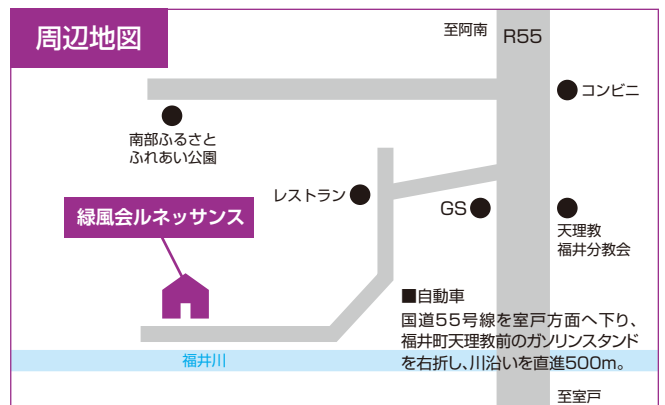 周辺地図
至阿南
R55
コンビニ
南部ふるさと
ふれあい公園
レストラン
GS
天理教
福井分教会
緑風会ルネッサンス
■自動車
国道55号線を室戸方面へ下り、
福井町天理教前のガソリンスタンド
を右折し、川沿いを直進500m。
福井川
至室戸